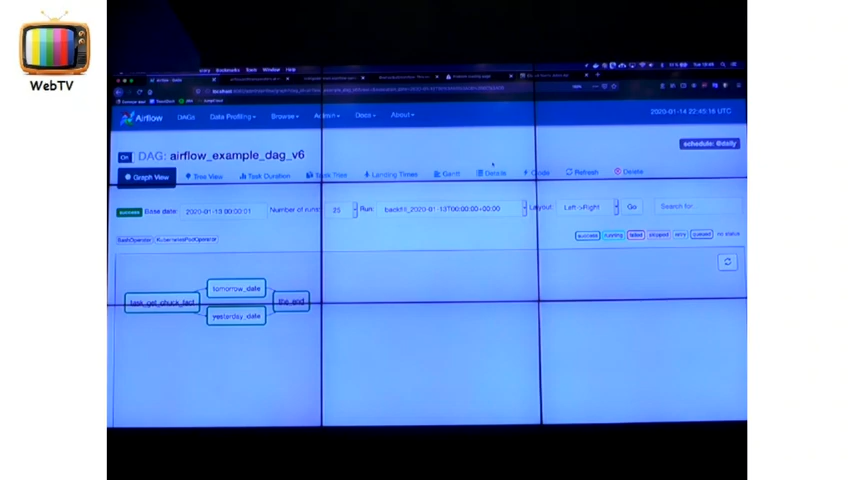 WebTV
Bookmarks Window Help
Airflow DAGs Data Profiling Browse Admin Docs About 2020-01-14 22:45:16 UTC
On DAG: airflow_example_dag_v6 schedule: @daily
Graph View Tree View Task Duration Task Tries Landing Times Gantt Details Code Refresh Delete
success Base date: 2020-01-13 00:00:01 Number of runs: 25 Run: backfill_2020-01-13T00:00:00+00:00 Layout: Left->Right Go Search for
BashOperator KubernetesPodOperator success running failed skipped retry queued no status
tomorrow_date
task_get_chuck_fact the_end
yesterday_date